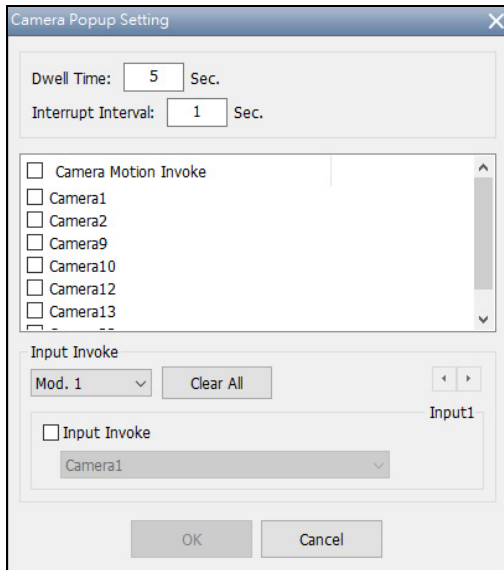 Camera Popup Setting
Dwell Time: 5 Sec.
Interrupt Interval: 1 Sec.
Camera Motion Invoke
Camera1
Camera2
Camera9
Camera10
Camera12
Camera13
Input Invoke
Mod. 1
Clear All
Input1
Input Invoke
Camera1
OK
Cancel